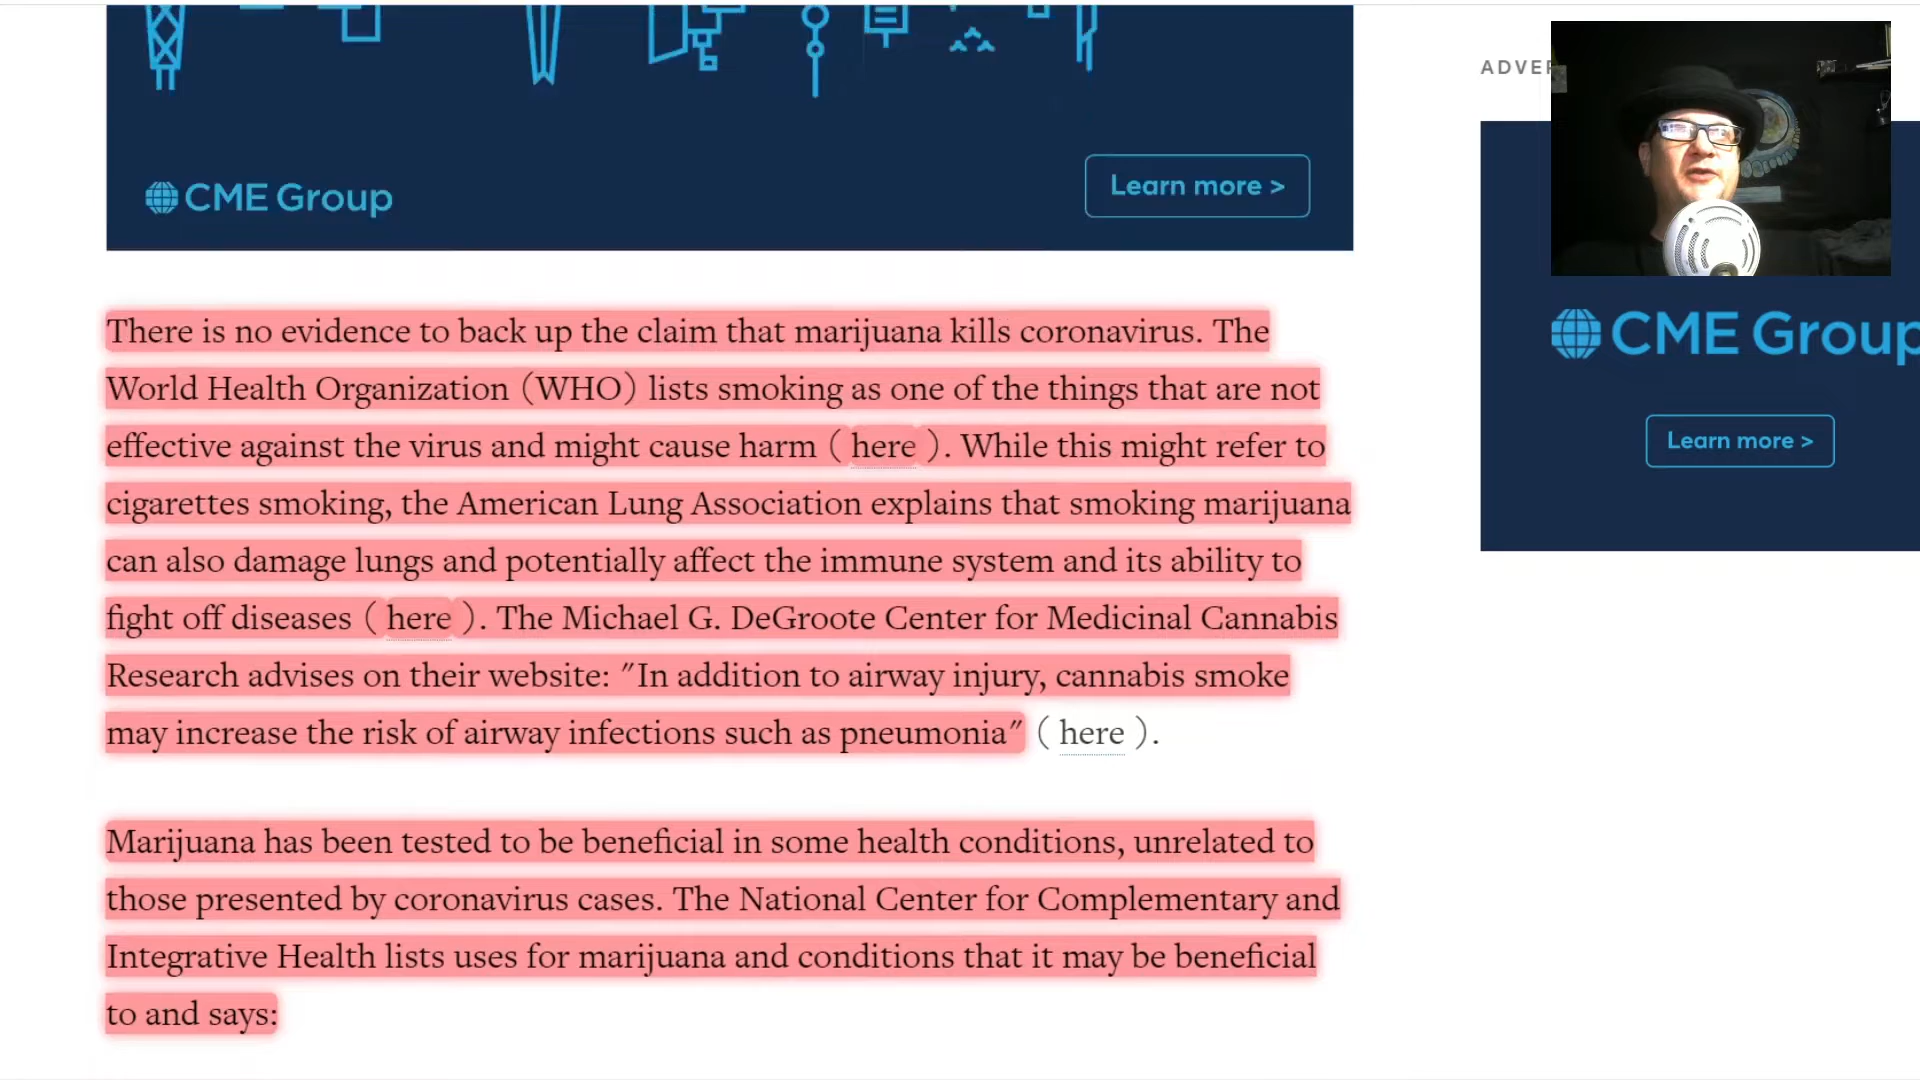 CME Group
Learn more >
There is no evidence to back up the claim that marijuana kills coronavirus. The
World Health Organization (WHO) lists smoking as one of the things that are not
effective against the virus and might cause harm ( here ). While this might refer to
cigarettes smoking, the American Lung Association explains that smoking marijuana
can also damage lungs and potentially affect the immune system and its ability to
fight off diseases ( here ). The Michael G. DeGroote Center for Medicinal Cannabis
Research advises on their website: "In addition to airway injury, cannabis smoke
may increase the risk of airway infections such as pneumonia" ( here ).
Marijuana has been tested to be beneficial in some health conditions, unrelated to
those presented by coronavirus cases. The National Center for Complementary and
Integrative Health lists uses for marijuana and conditions that it may be beneficial
to and says:
ADVER
CME Group
Learn more >